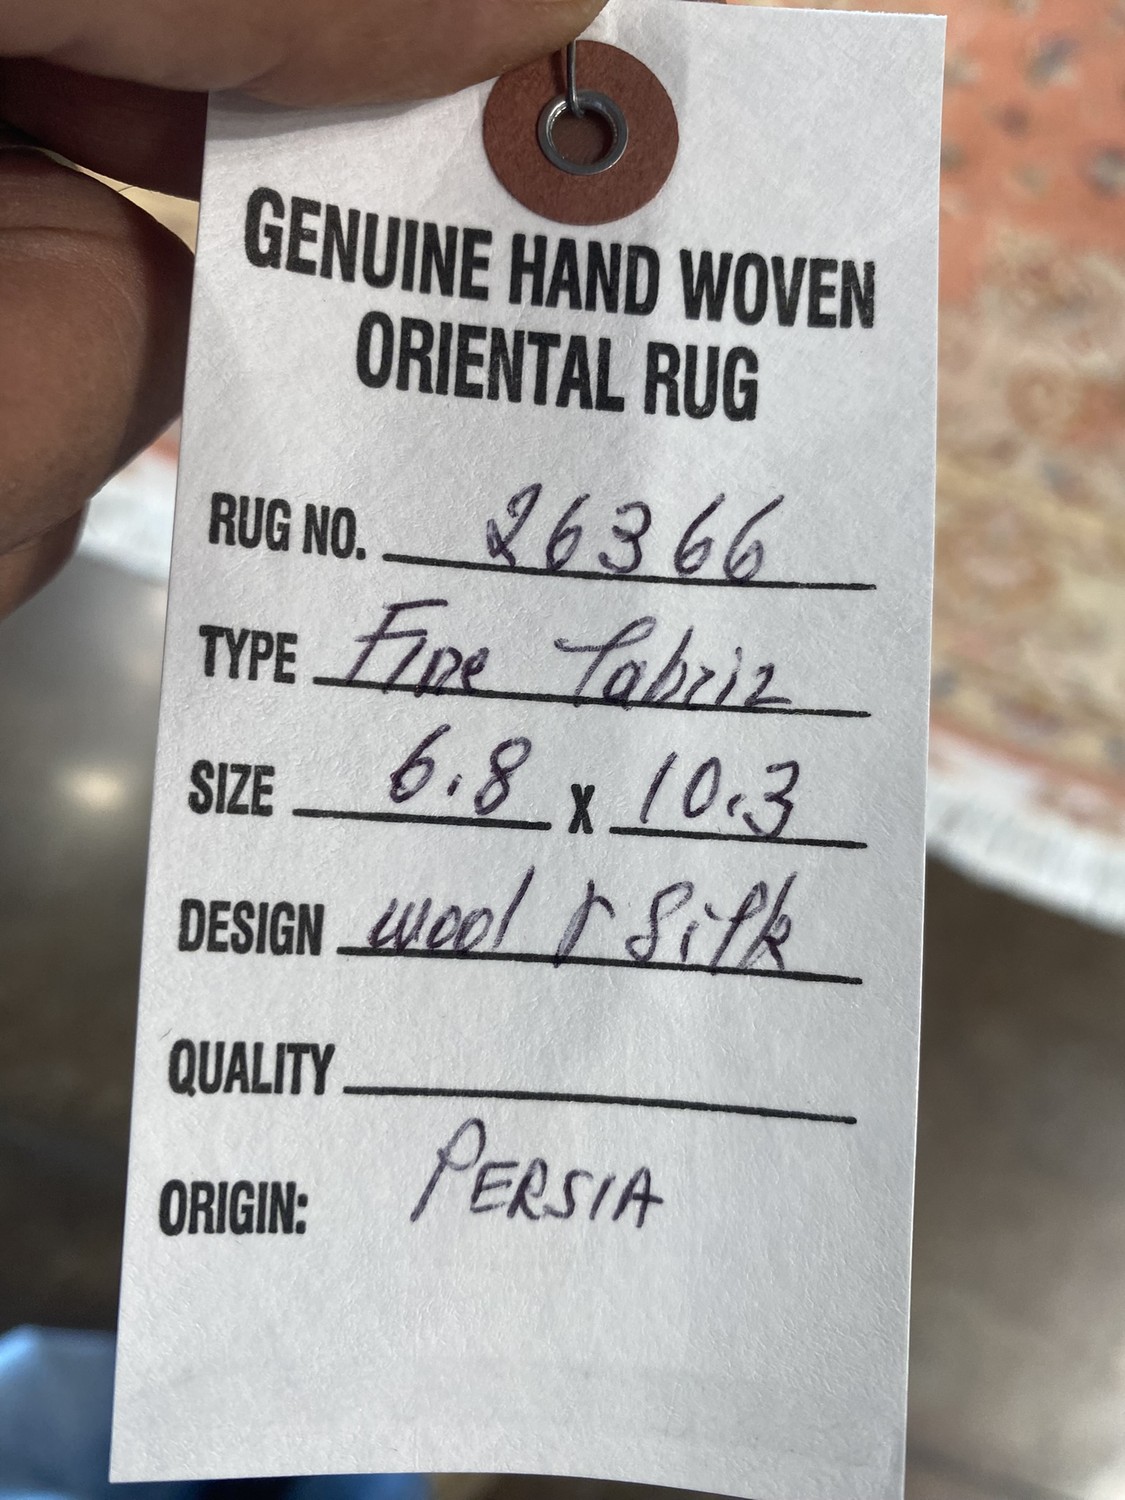 GENUINE HAND WOVEN
ORIENTAL RUG
RUG NO. 26366
TYPE Fine Tabriz
SIZE 6.8 x 10.3
DESIGN wool & Silk
QUALITY
ORIGIN: PERSIA